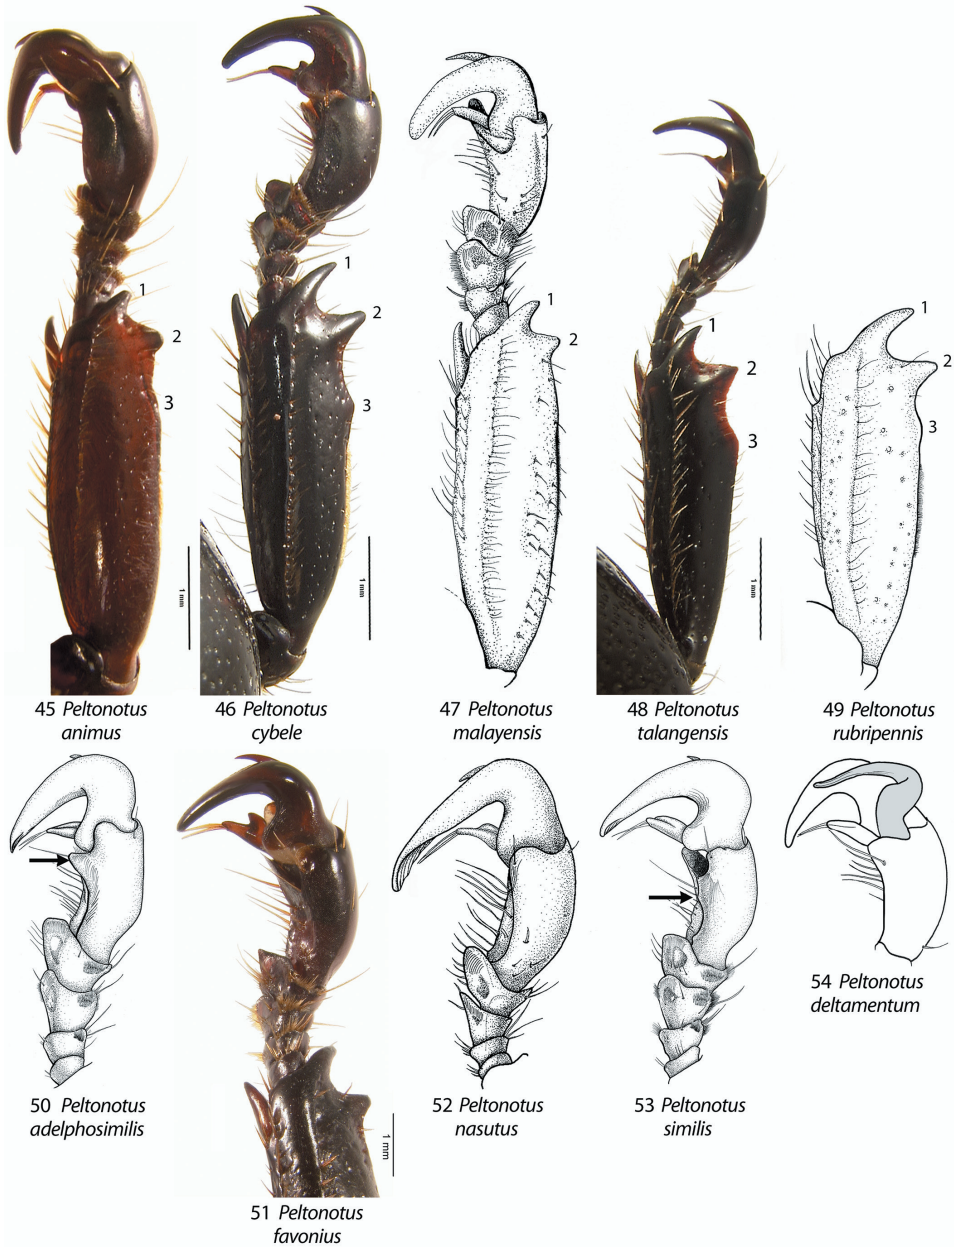 1
2
3
1 mm
1
2
3
1 mm
1
2
1
2
3
1 mm
1
2
3
45 Peltonotus
animus
46 Peltonotus
cybele
47 Peltonotus
malayensis
48 Peltonotus
talangensis
49 Peltonotus
rubripennis
50 Peltonotus
adelphosimilis
1 mm
51 Peltonotus
favonius
52 Peltonotus
nasutus
53 Peltonotus
similis
54 Peltonotus
deltamentum